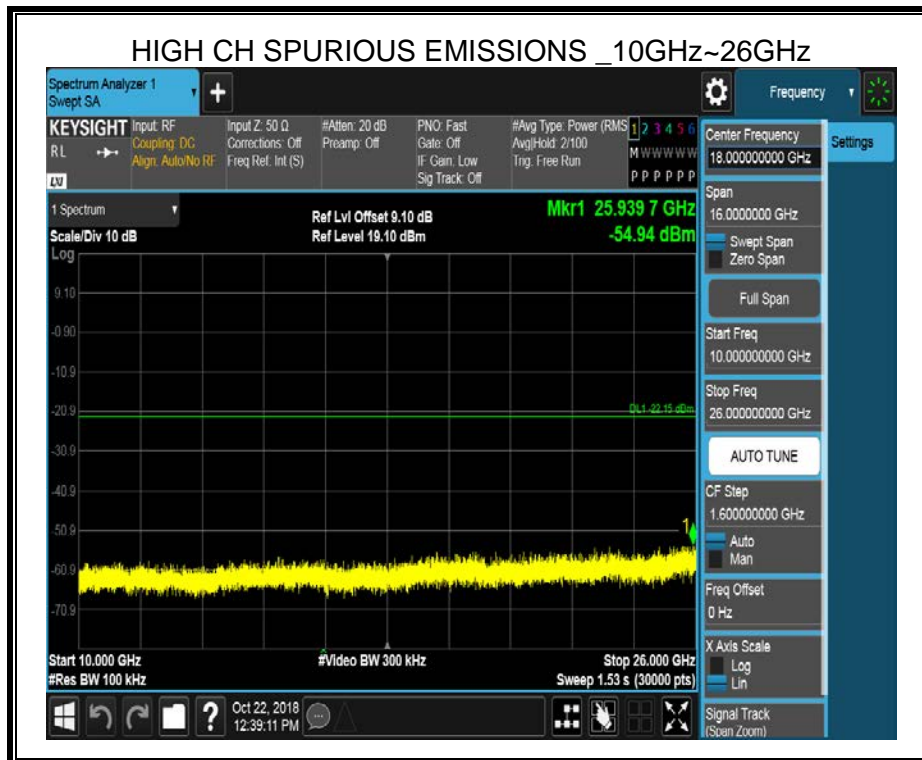 HIGH CH SPURIOUS EMISSIONS _10GHz~26GHz
Spectrum Analyzer 1
Swept SA
+
Frequency
KEYSIGHT
RL
LXI
Input: RF
Coupling: DC
Align: Auto/No RF
Input Z: 50 Ω
Corrections: Off
Freq Ref: Int (S)
#Atten: 20 dB
Preamp: Off
PNO: Fast
Gate: Off
IF Gain: Low
Sig Track: Off
#Avg Type: Power (RMS
Avg|Hold: 2/100
Trig: Free Run
1 2 3 4 5 6
M W W W W W
P P P P P P
Settings
1 Spectrum
Scale/Div 10 dB
Log
Ref Lvl Offset 9.10 dB
Ref Level 19.10 dBm
Mkr1 25.939 7 GHz
-54.94 dBm
9.10
-0.90
-10.9
-20.9
-30.9
-40.9
-50.9
-60.9
-70.9
DL1 -22.15 dBm
1
Start 10.000 GHz
#Res BW 100 kHz
#Video BW 300 kHz
Stop 26.000 GHz
Sweep 1.53 s (30000 pts)
Center Frequency
18.000000000 GHz
Span
16.0000000 GHz
Swept Span
Zero Span
Full Span
Start Freq
10.000000000 GHz
Stop Freq
26.000000000 GHz
AUTO TUNE
CF Step
1.600000000 GHz
Auto
Man
Freq Offset
0 Hz
X Axis Scale
Log
Lin
Signal Track
(Span Zoom)
?
Oct 22, 2018
12:39:11 PM